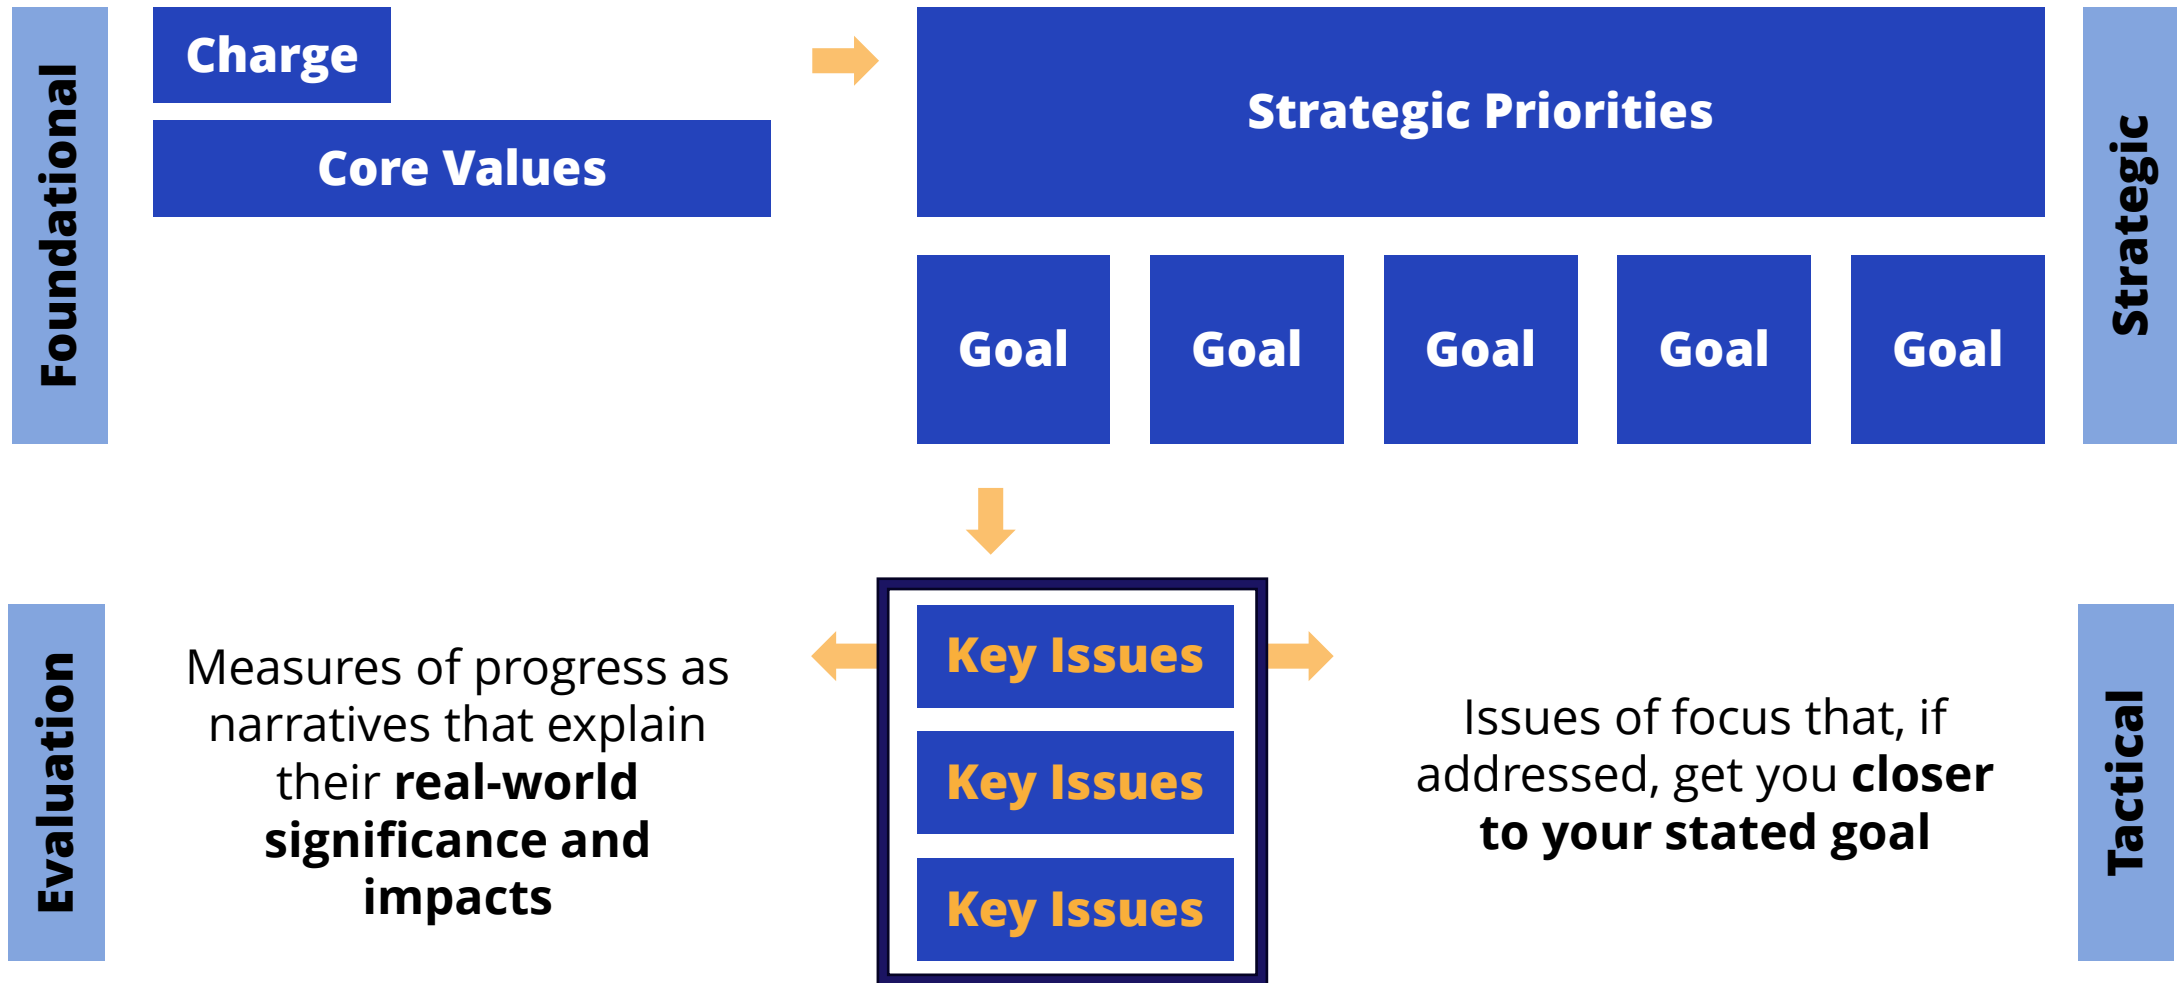 Foundational
Charge
Core Values
Strategic Priorities
Strategic
Goal
Goal
Goal
Goal
Goal
Evaluation
Measures of progress as
narratives that explain
their real-world
significance and
impacts
Key Issues
Key Issues
Key Issues
Issues of focus that, if
addressed, get you closer
to your stated goal
Tactical